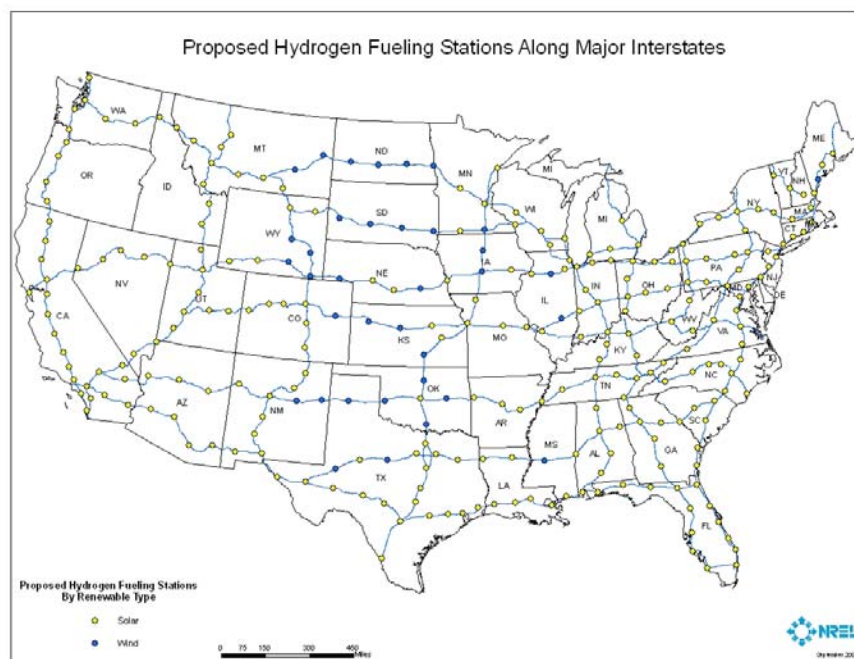 Proposed Hydrogen Fueling Stations Along Major Interstates
WA
MT
ND
MN
ME
OR
ID
SD
WI
MI
MI
VT
NH
NY
MA
CT
WY
IA
NE
PA
NJ
NV
UT
CO
IL
IN
OH
MD
DE
CA
KS
MO
WV
VA
KY
AZ
NM
OK
AR
TN
NC
SC
MS
AL
GA
TX
LA
FL
Proposed Hydrogen Fueling Stations
By Renewable Type
Solar
Wind
0 75 150 300 450
Miles
NREL